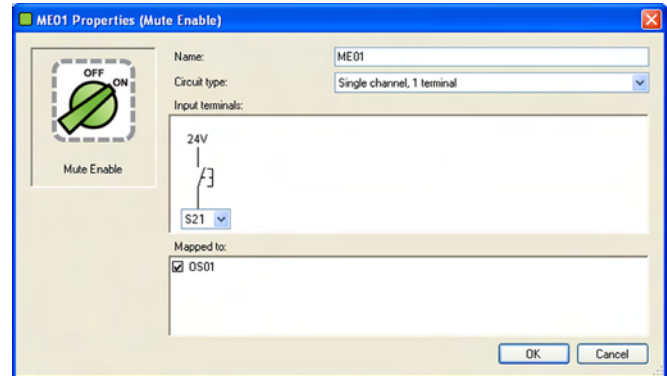 ME01 Properties (Mute Enable)
OFF
ON
Mute Enable
Name:
ME01
Circuit type:
Single channel, 1 terminal
Input terminals:
24V
S21
Mapped to:
OS01
OK
Cancel